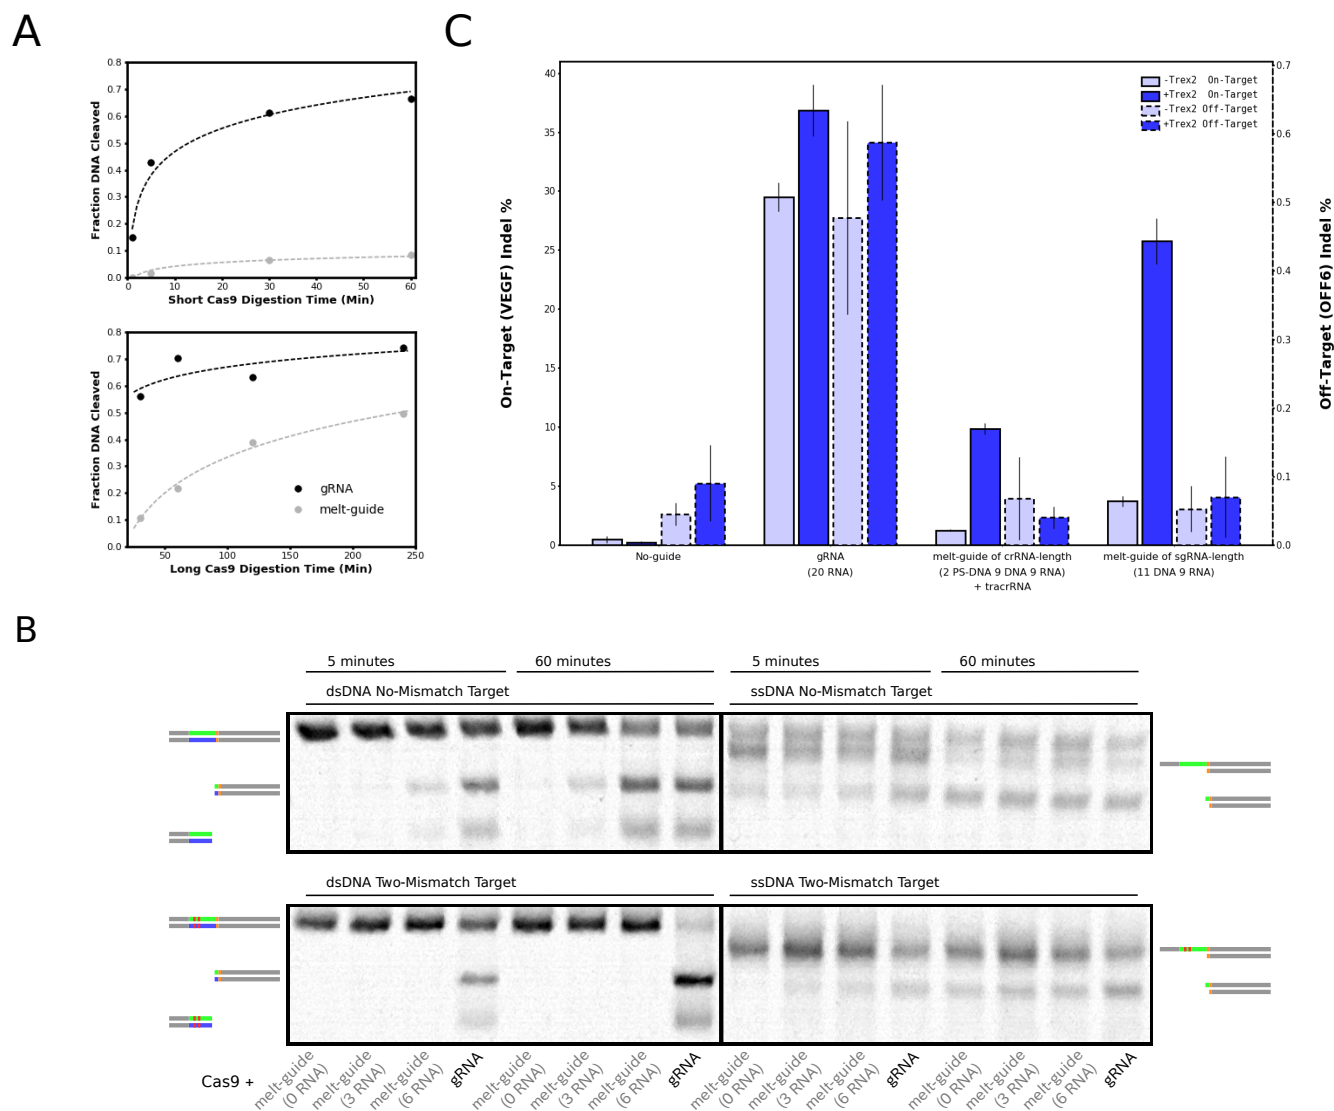 A
0.8
0.7
0.6
0.5
0.4
0.3
0.2
0.1
0.0
0
10
20
30
40
50
60
Fraction DNA Cleaved
Short Cas9 Digestion Time (Min)
0.8
0.7
0.6
0.5
0.4
0.3
0.2
0.1
0.0
50
100
150
200
250
Fraction DNA Cleaved
gRNA
melt-guide
Long Cas9 Digestion Time (Min)
C
40
35
30
25
20
15
10
5
0
On-Target (VEGF) Indel %
-Trex2 On-Target
+Trex2 On-Target
-Trex2 Off-Target
+Trex2 Off-Target
0.7
0.6
0.5
0.4
0.3
0.2
0.1
0.0
Off-Target (OFF6) Indel %
No-guide
gRNA
(20 RNA)
melt-guide of crRNA-length
(2 PS-DNA 9 DNA 9 RNA)
+ tracrRNA
melt-guide of sgRNA-length
(11 DNA 9 RNA)
B
5 minutes
60 minutes
5 minutes
60 minutes
dsDNA No-Mismatch Target
ssDNA No-Mismatch Target
dsDNA Two-Mismatch Target
ssDNA Two-Mismatch Target
Cas9 +
melt-guide
(0 RNA)
melt-guide
(3 RNA)
melt-guide
(6 RNA)
gRNA
melt-guide
(0 RNA)
melt-guide
(3 RNA)
melt-guide
(6 RNA)
gRNA
melt-guide
(0 RNA)
melt-guide
(3 RNA)
melt-guide
(6 RNA)
gRNA
melt-guide
(0 RNA)
melt-guide
(3 RNA)
melt-guide
(6 RNA)
gRNA